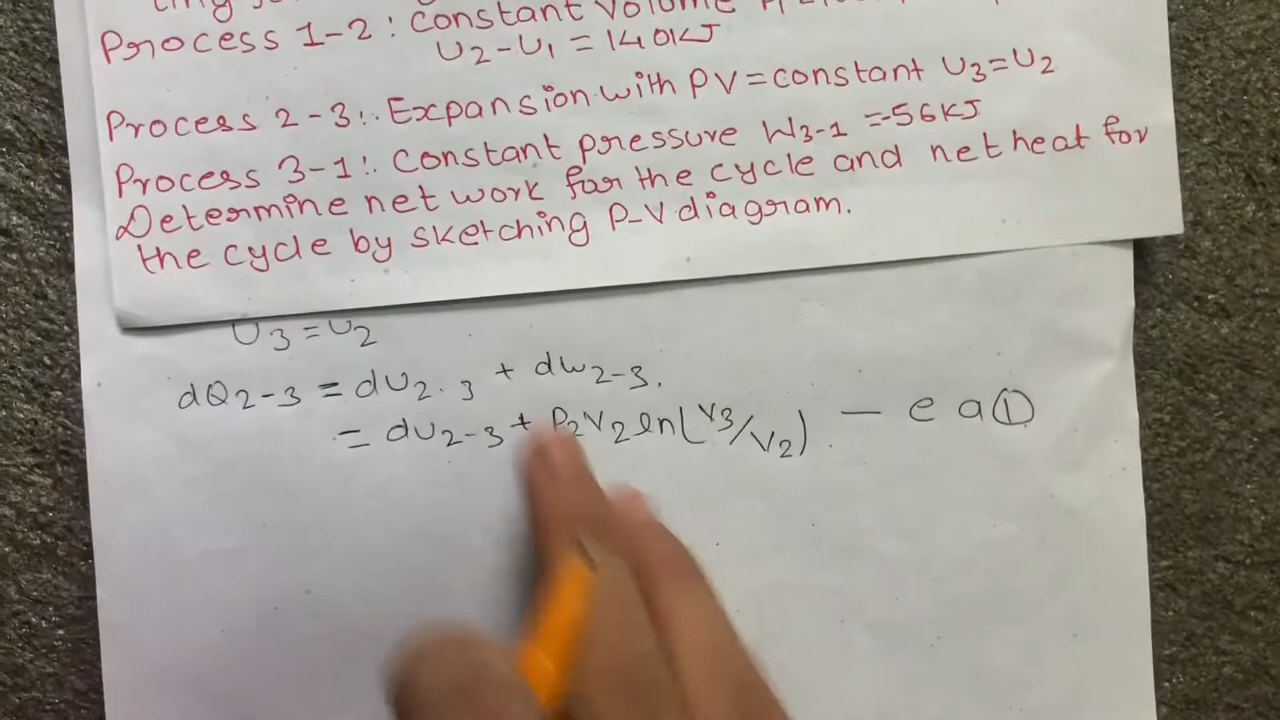 Process 1-2: Constant Volume
U2-U1=140KJ
Process 2-3: Expansion with PV=constant U3=U2
Process 3-1: Constant pressure W3-1=-56KJ
Determine net work for the cycle and net heat for
the cycle by sketching P-V diagram.
U3=U2
dQ2-3 = dU2-3 + dW2-3.
= dU2-3 + P2V2 ln(V3/V2) — eq ①